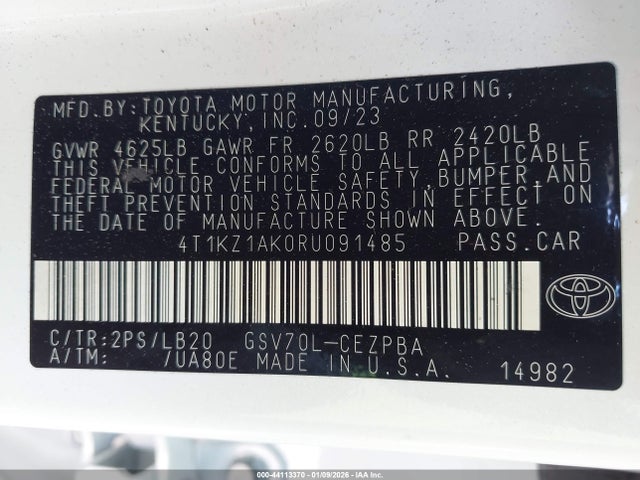 MFD.BY:TOYOTA MOTOR MANUFACTURING,
KENTUCKY,INC.09/23
GVWR 4625LB GAWR FR 2620LB RR 2420LB
THIS VEHICLE CONFORMS TO ALL APPLICABLE
FEDERAL MOTOR VEHICLE SAFETY,BUMPER,AND
THEFT PREVENTION STANDARDS IN EFFECT ON
THE DATE OF MANUFACTURE SHOWN ABOVE.
4T1KZ1AK0RU091485 PASS.CAR
C/TR:2PS/LB20 GSV70L-CEZPBA
A/TM: /UA80E MADE IN U.S.A. 14982
000-44113370 - 01/09/2026 - IAAI, Inc.